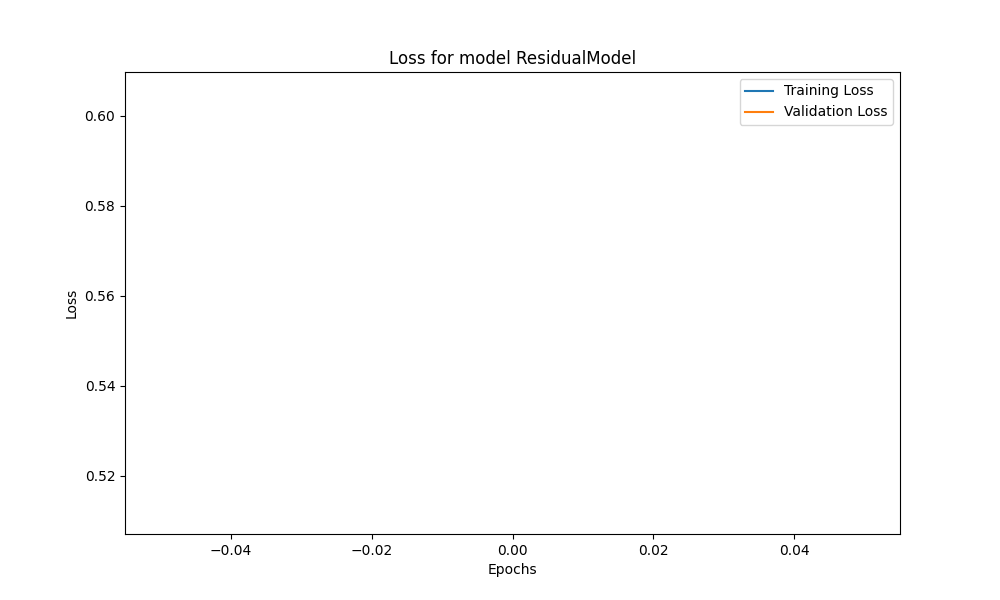 Loss for model ResidualModel
Training Loss
Validation Loss
0.60
0.58
0.56
0.54
0.52
Loss
−0.04
−0.02
0.00
0.02
0.04
Epochs